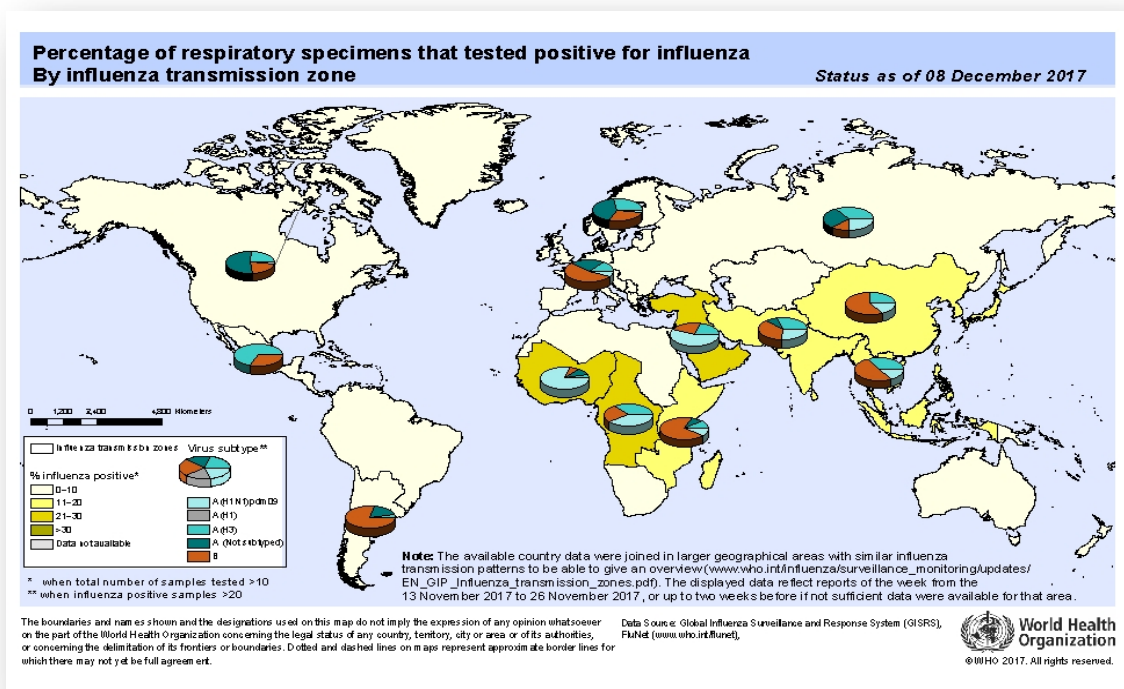 Percentage of respiratory specimens that tested positive for influenza
By influenza transmission zone
Status as of 08 December 2017
0 1,200 2,400 4,800 Kilometers
Influenza transmission zones
Virus subtype**
% influenza positive*
0-10
11-20
21-30
>30
Data not available
A(H1N1)pdm09
A(H1)
A(H3)
A (Not subtyped)
B
* when total number of samples tested >10
** when influenza positive samples >20
Note: The available country data were joined in larger geographical areas with similar influenza
transmission patterns to be able to give an overview (www.who.int/influenza/surveillance_monitoring/updates/
EN_GIP_Influenza_transmission_zones.pdf). The displayed data reflect reports of the week from the
13 November 2017 to 26 November 2017, or up to two weeks before if not sufficient data were available for that area.
The boundaries and names shown and the designations used on this map do not imply the expression of any opinion whatsoever
on the part of the World Health Organization concerning the legal status of any country, territory, city or area or of its authorities,
or concerning the delimitation of its frontiers or boundaries. Dotted and dashed lines on maps represent approximate border lines for
which there may not yet be full agreement.
Data Source: Global Influenza Surveillance and Response System (GISRS),
FluNet (www.who.int/flunet),
World Health
Organization
©WHO 2017. All rights reserved.